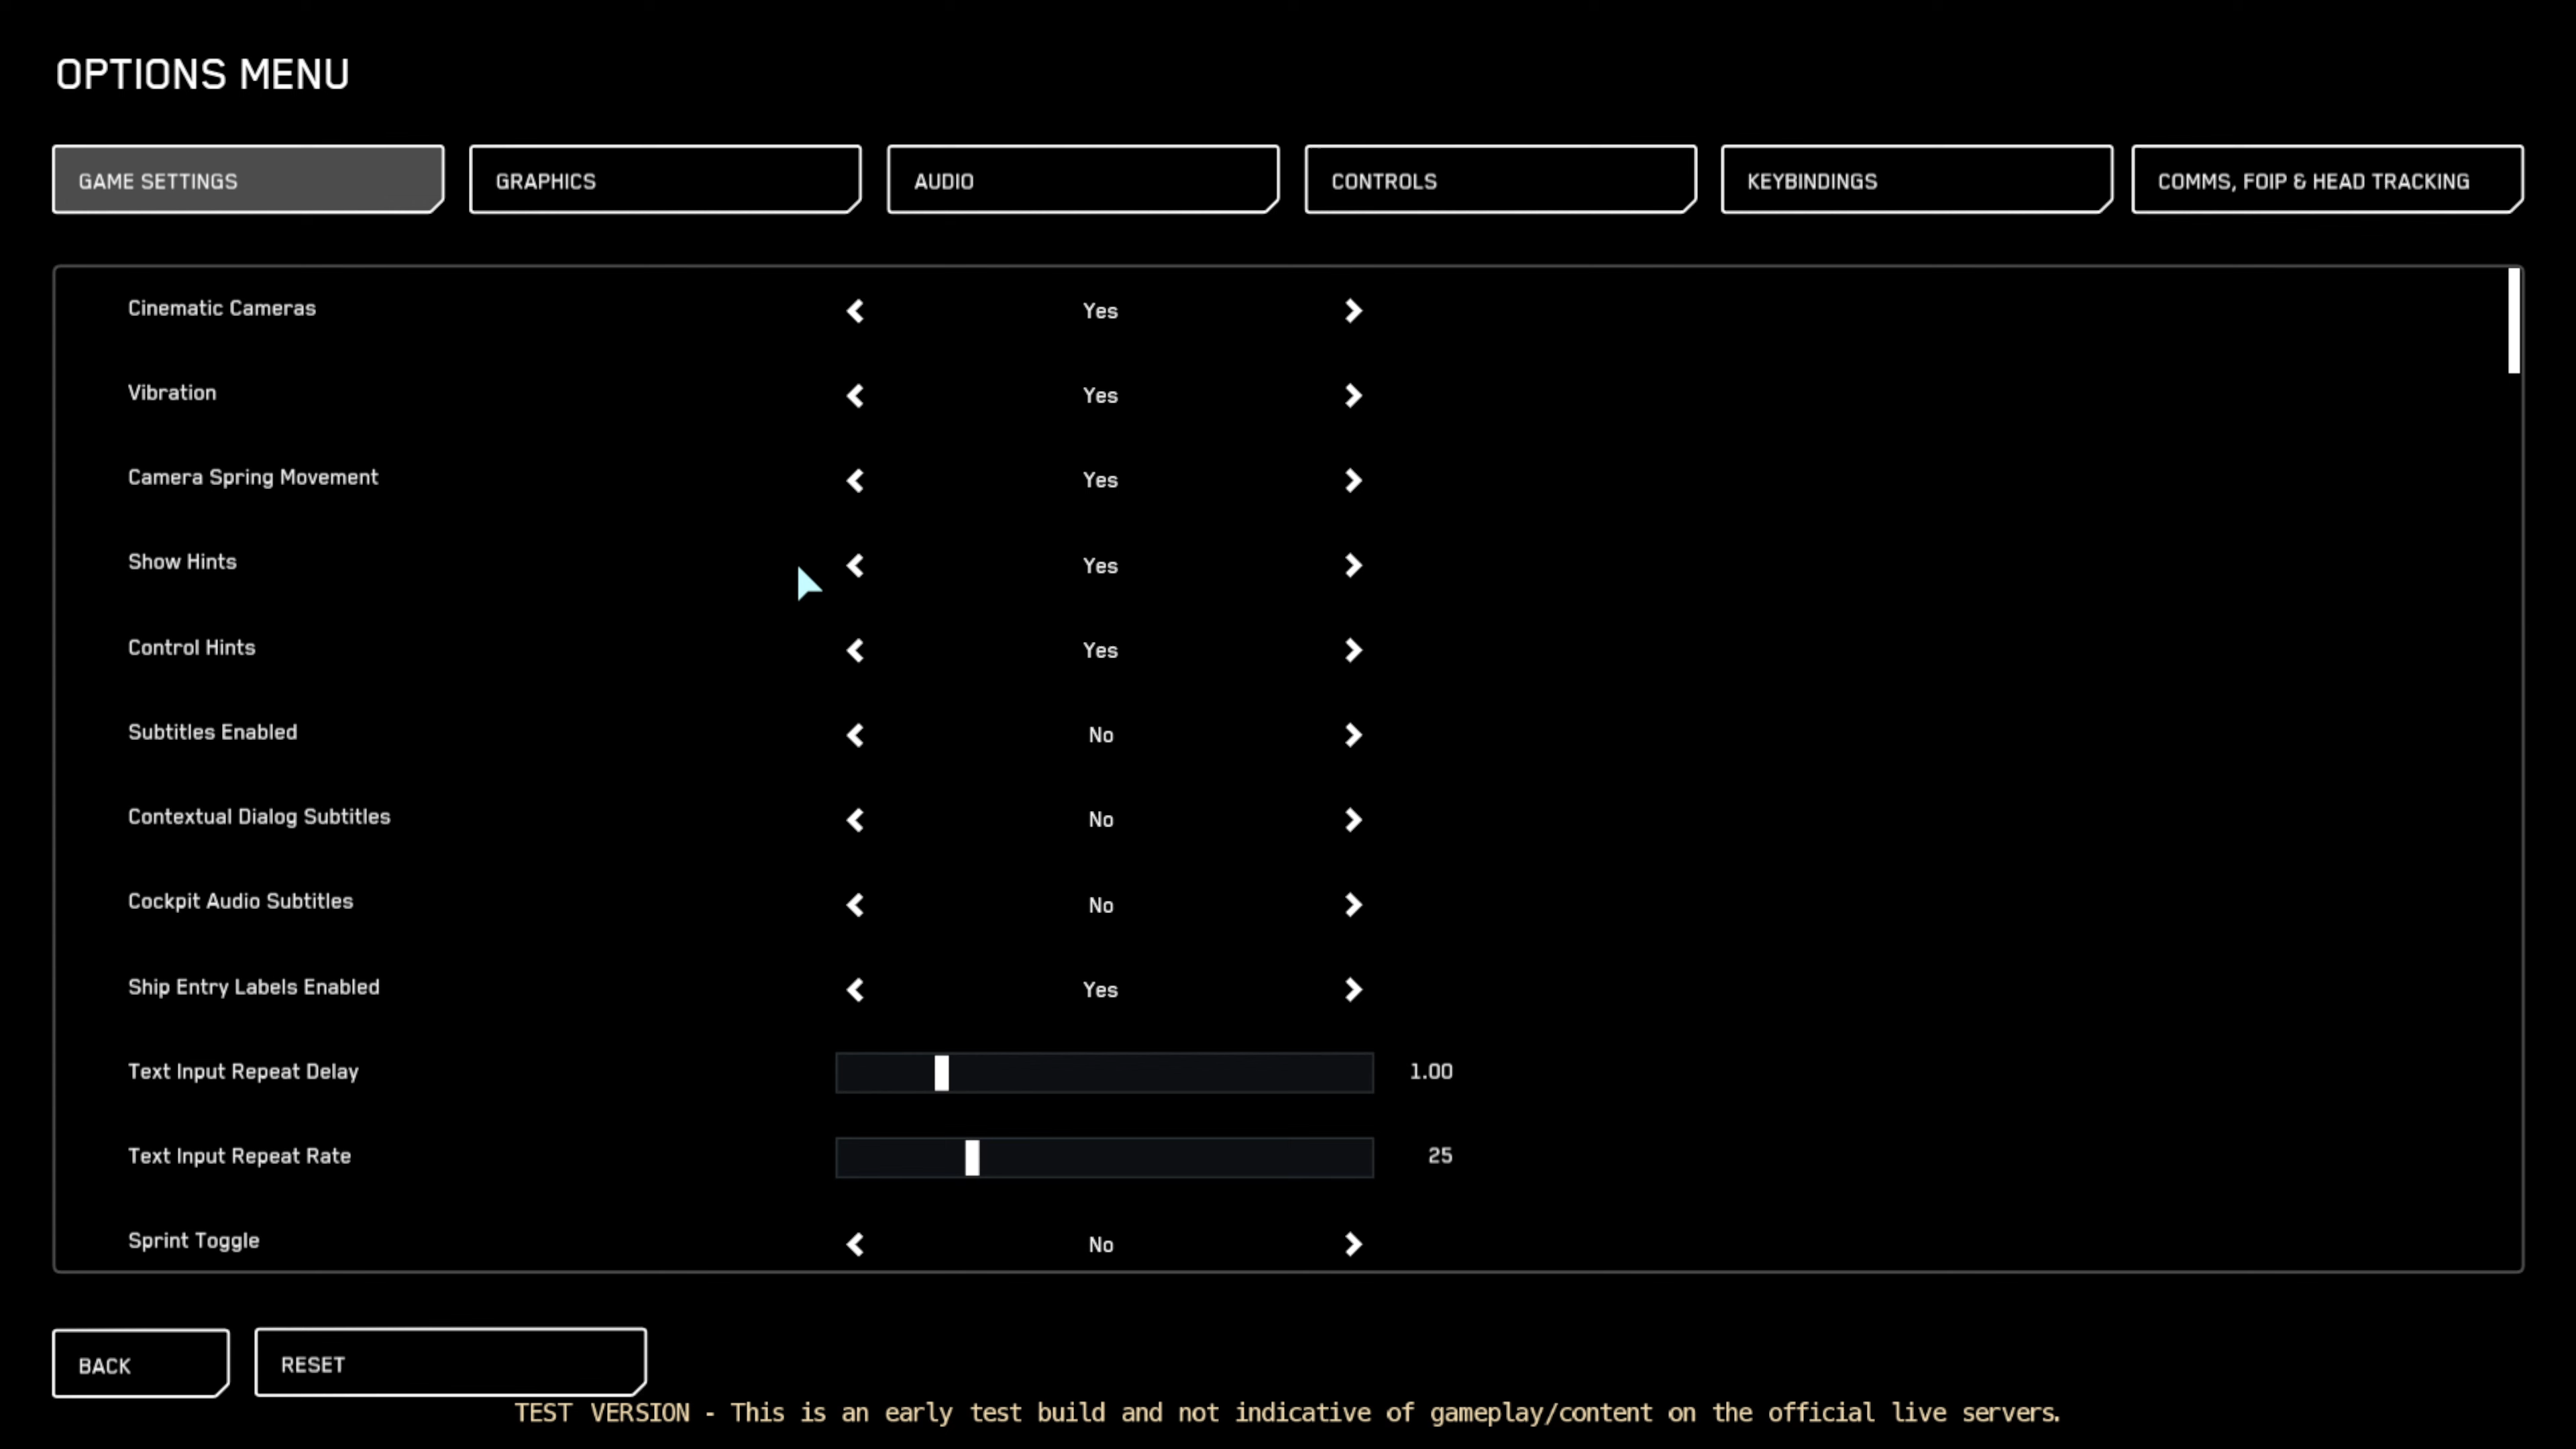 OPTIONS MENU
GAME SETTINGS
GRAPHICS
AUDIO
CONTROLS
KEYBINDINGS
COMMS, FOIP & HEAD TRACKING
Cinematic Cameras Yes
Vibration Yes
Camera Spring Movement Yes
Show Hints Yes
Control Hints Yes
Subtitles Enabled No
Contextual Dialog Subtitles No
Cockpit Audio Subtitles No
Ship Entry Labels Enabled Yes
Text Input Repeat Delay 1.00
Text Input Repeat Rate 25
Sprint Toggle No
BACK
RESET
TEST VERSION - This is an early test build and not indicative of gameplay/content on the official live servers.